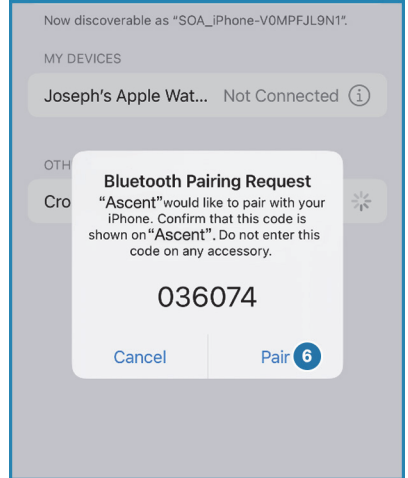 Now discoverable as “SOA_iPhone-V0MPFJL9N1”.
MY DEVICES
Joseph’s Apple Wat... Not Connected i
OTH
Cro
Bluetooth Pairing Request
“Ascent”would like to pair with your
iPhone. Confirm that this code is
shown on“Ascent”. Do not enter this
code on any accessory.
036074
Cancel Pair 6